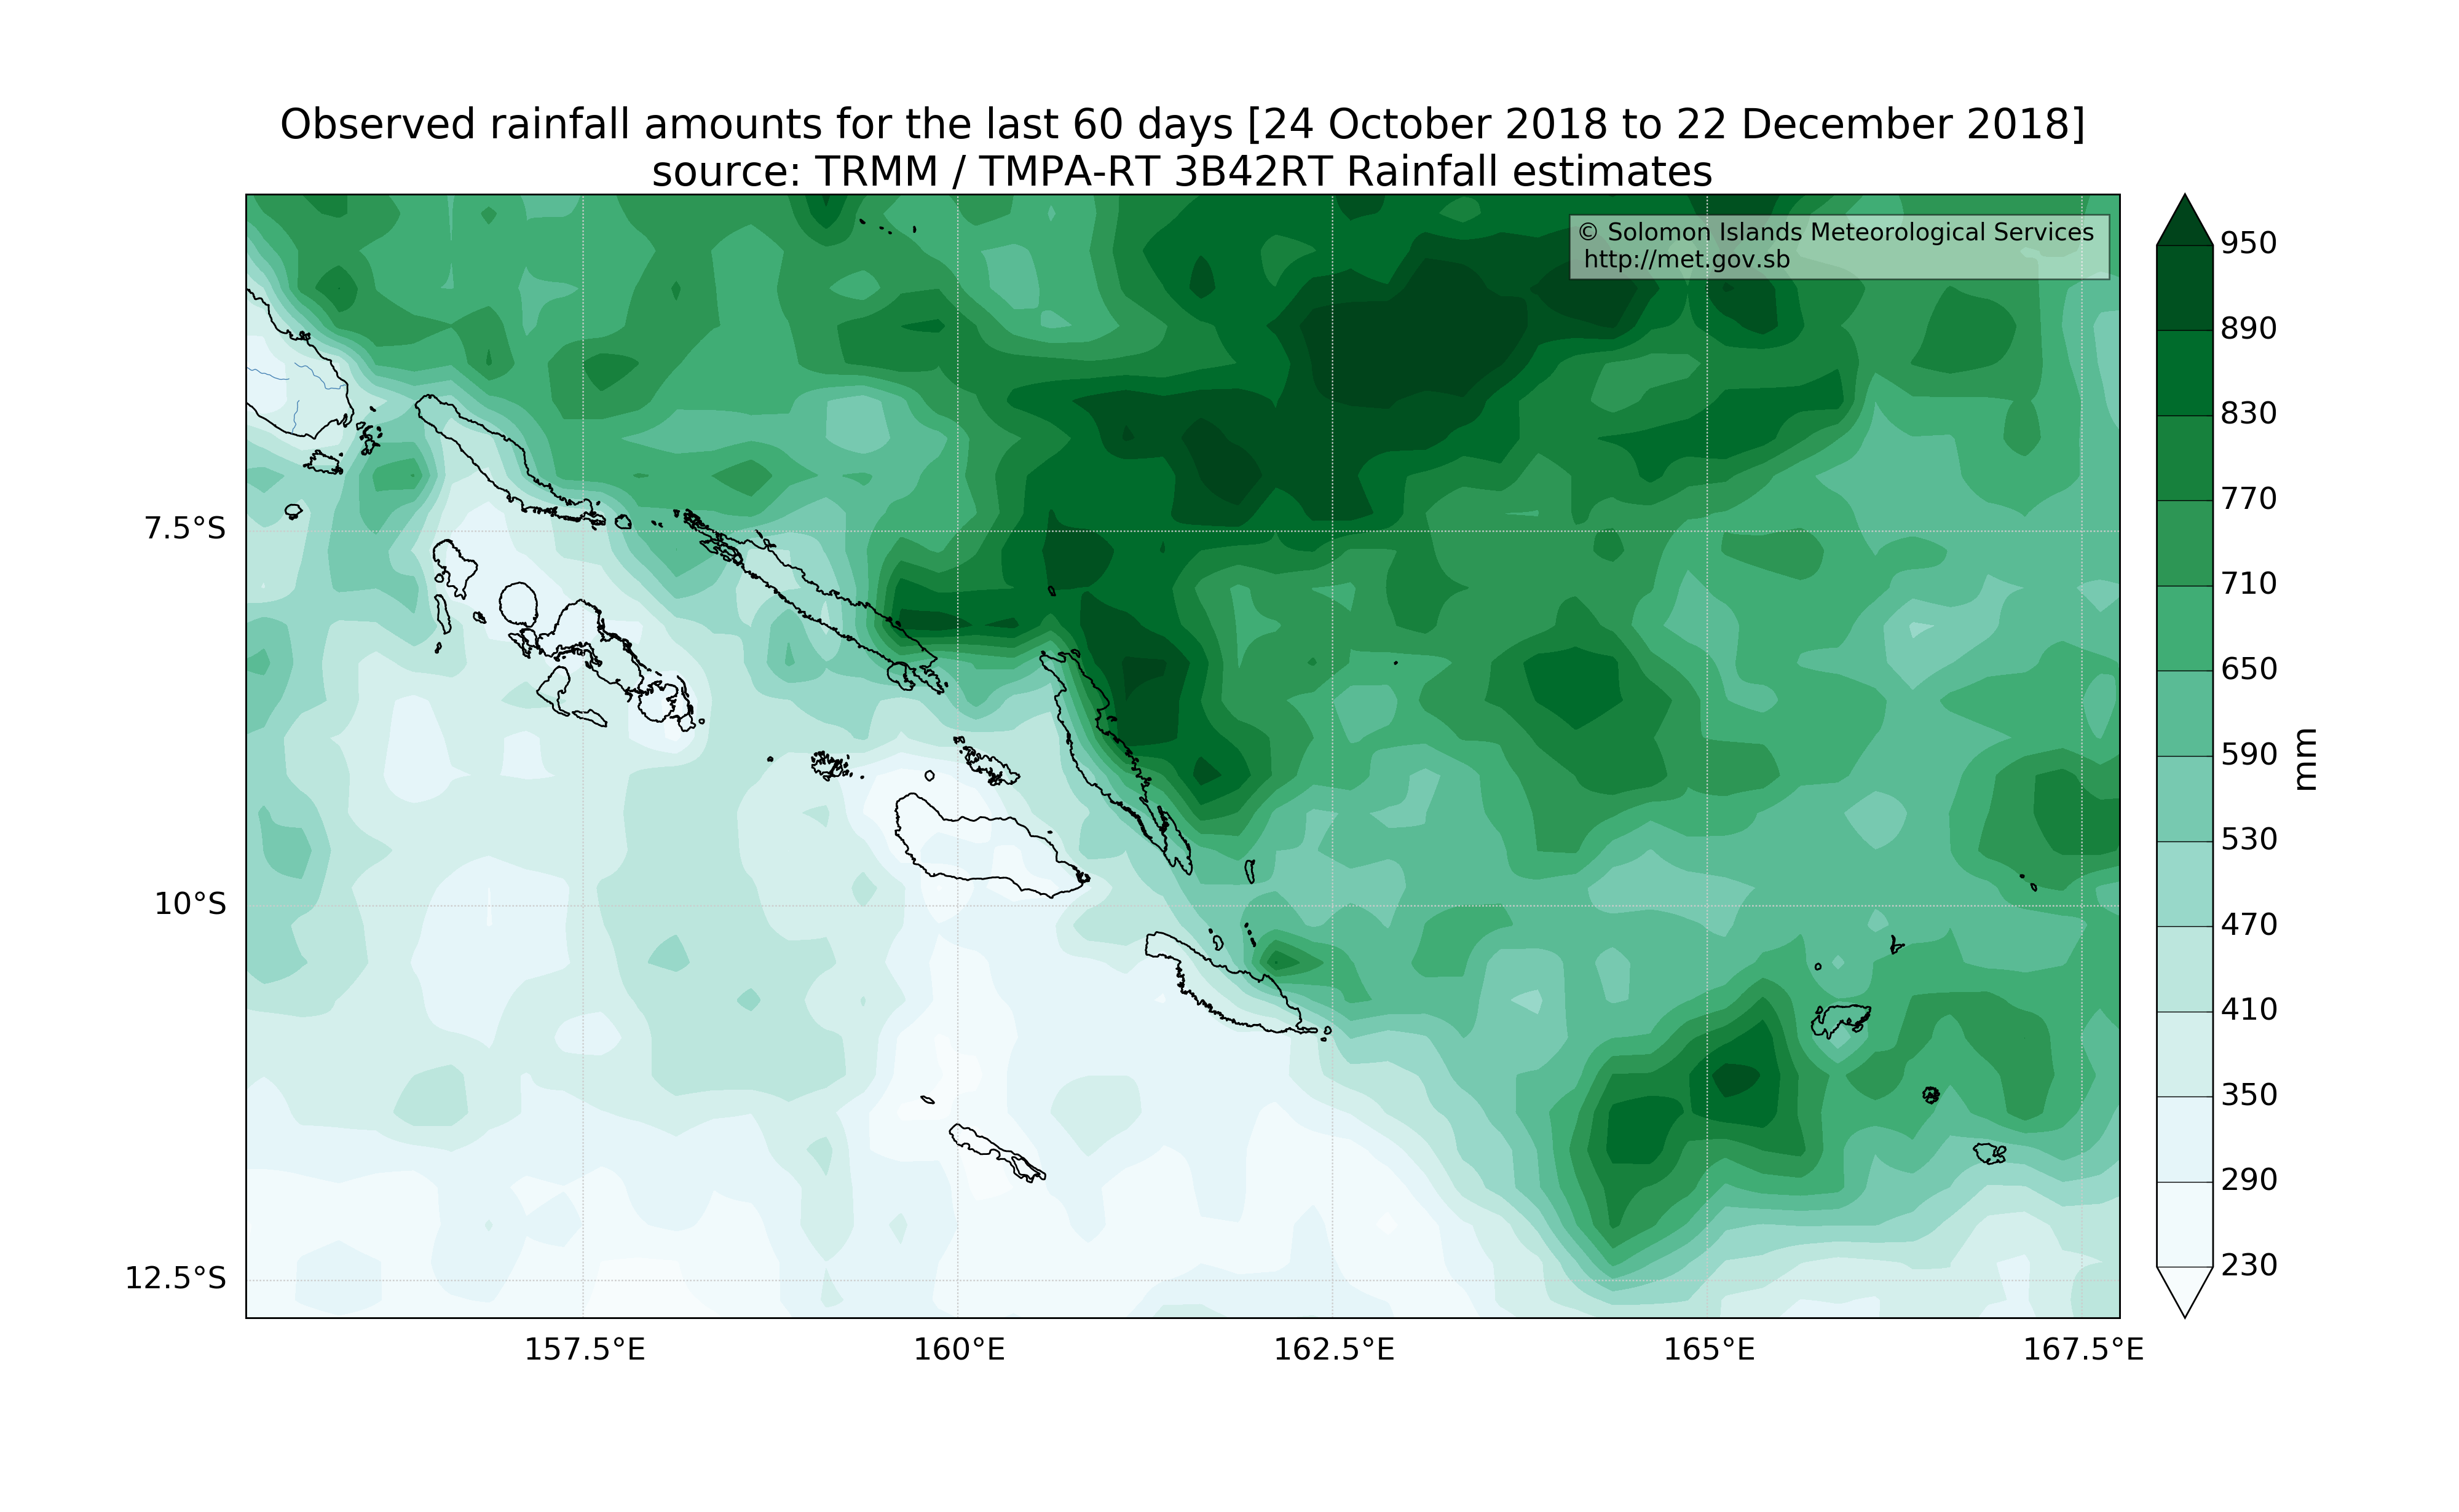 Observed rainfall amounts for the last 60 days [24 October 2018 to 22 December 2018]
source: TRMM / TMPA-RT 3B42RT Rainfall estimates
© Solomon Islands Meteorological Services
http://met.gov.sb
7.5°S
10°S
12.5°S
157.5°E
160°E
162.5°E
165°E
167.5°E
950
890
830
770
710
650
590
530
470
410
350
290
230
mm